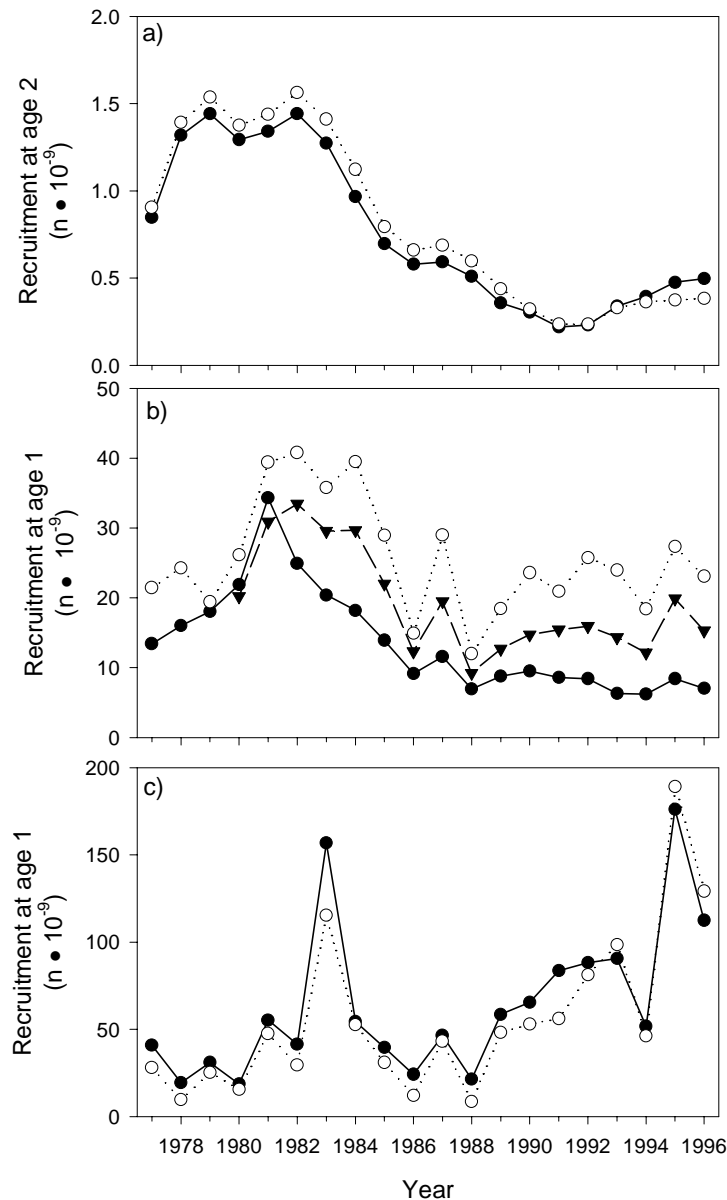 a)
Recruitment at age 2
(n ● 10⁻⁹)
2.0
1.5
1.0
0.5
0.0
b)
Recruitment at age 1
(n ● 10⁻⁹)
50
40
30
20
10
0
c)
Recruitment at age 1
(n ● 10⁻⁹)
200
150
100
50
0
1978 1980 1982 1984 1986 1988 1990 1992 1994 1996
Year